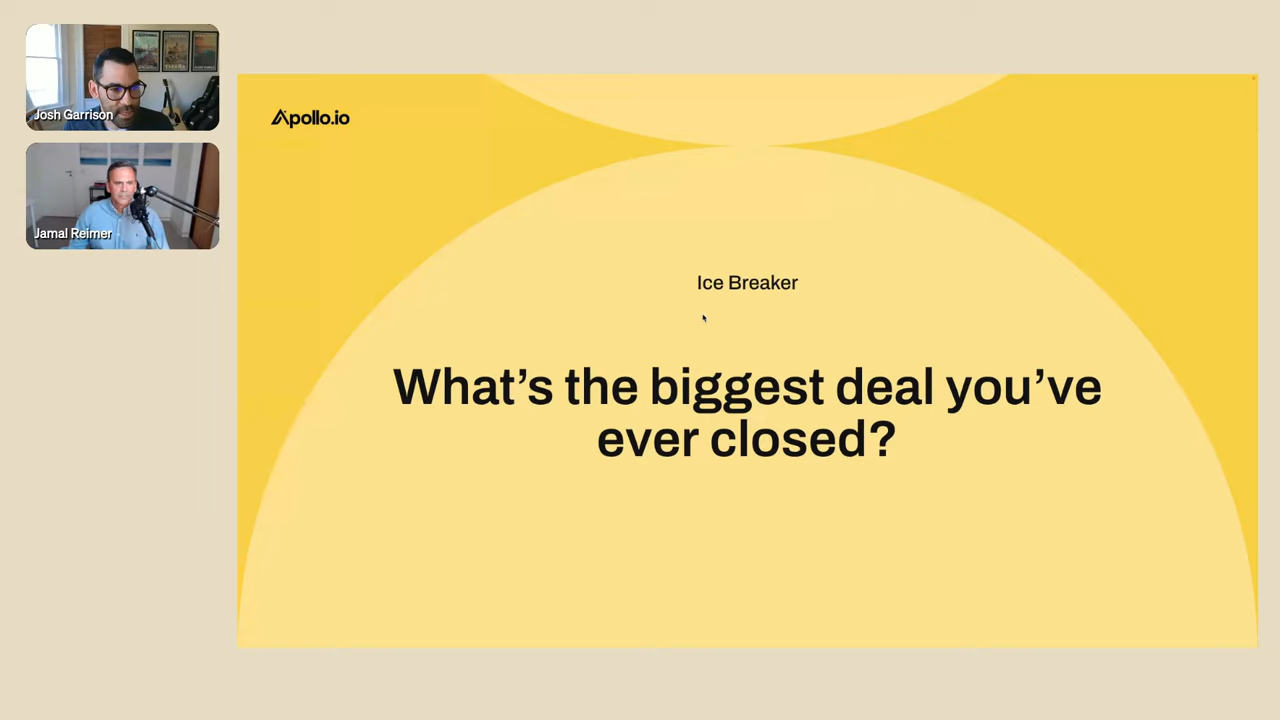 Josh Garrison
Jamal Reimer
Apollo.io
Ice Breaker
What’s the biggest deal you’ve
ever closed?